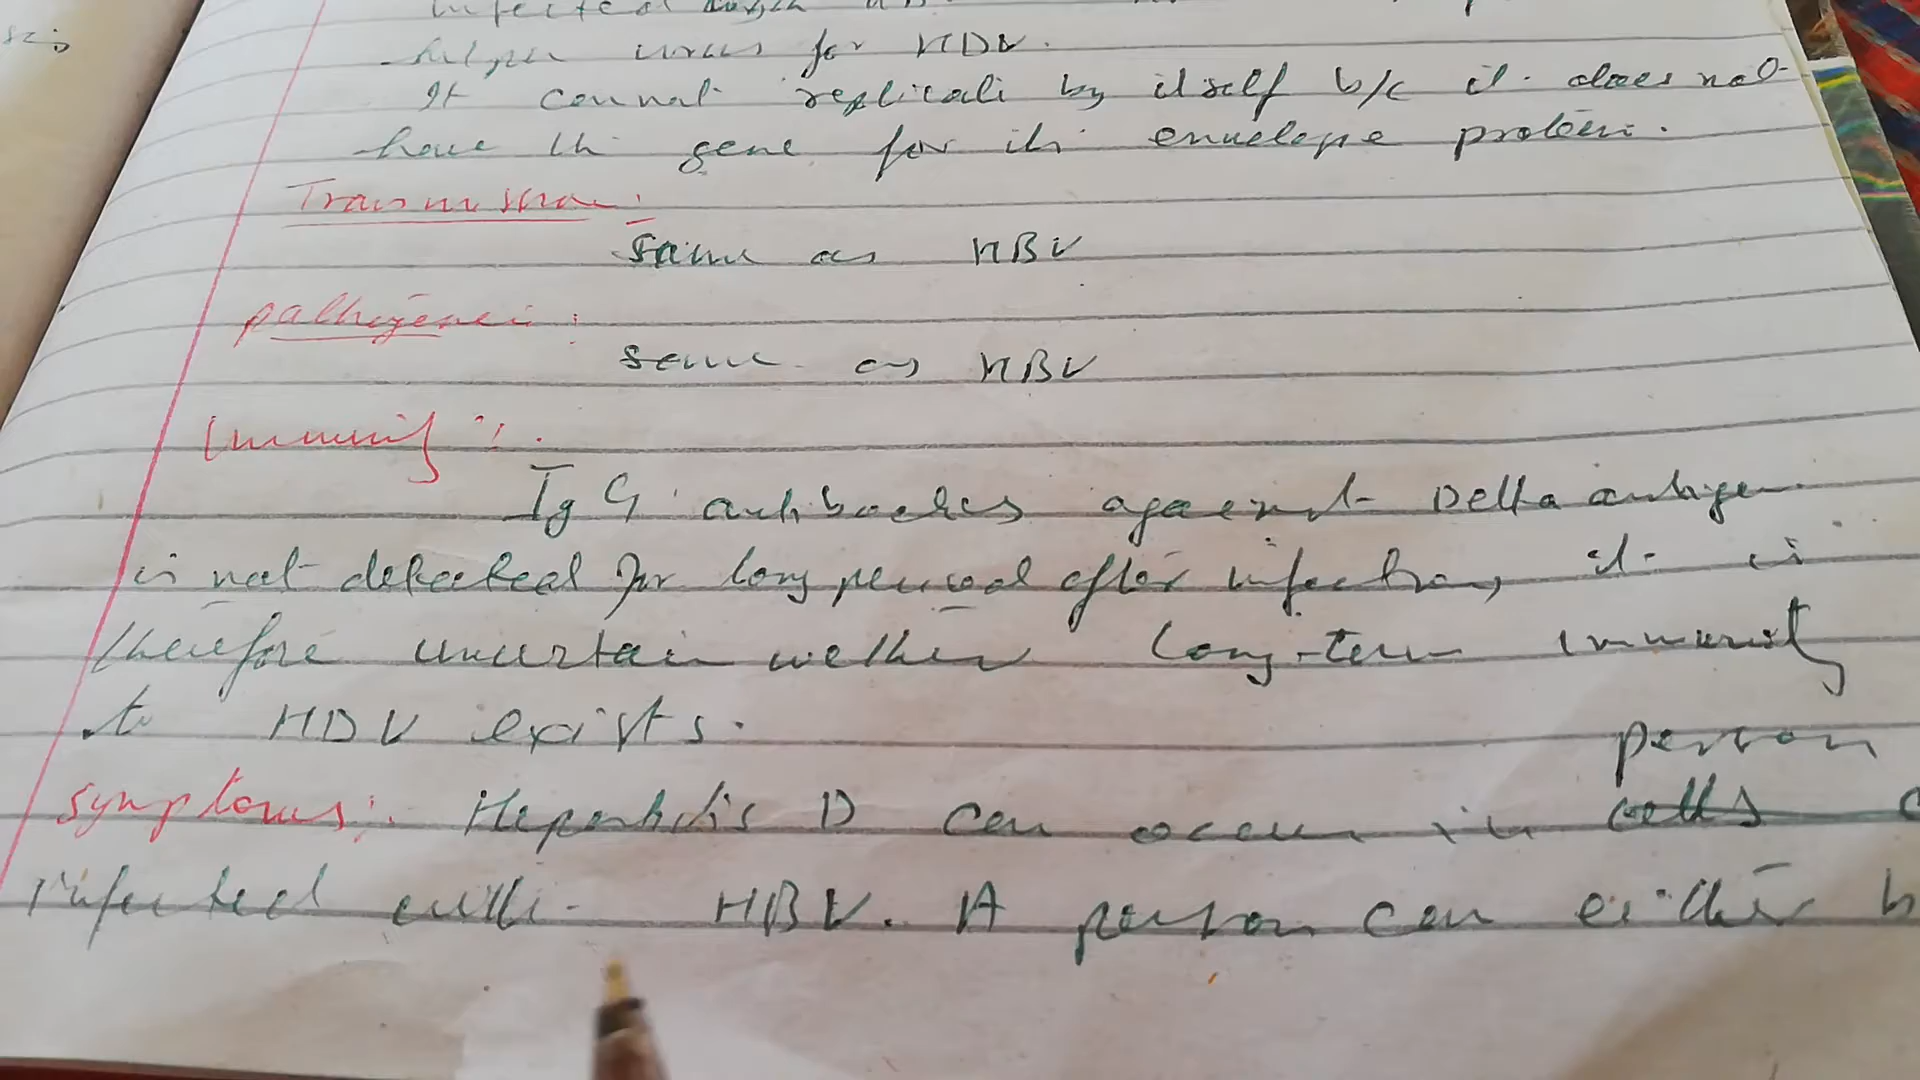 infected with
helper virus for HDV.
It cannot replicate by itself b/c it does not
have the gene for its envelope protein.
Transmission:
same as HBV
pathogenesis:
same as HBV
Immunity:
IgG antibodies against Delta antigen
is not detected for long period after infection, it is
therefore uncertain wether long-term immunity
to HDV exists.
person
symptoms: Hepatitis D can occur in cells
infected with HBV. A person can either b